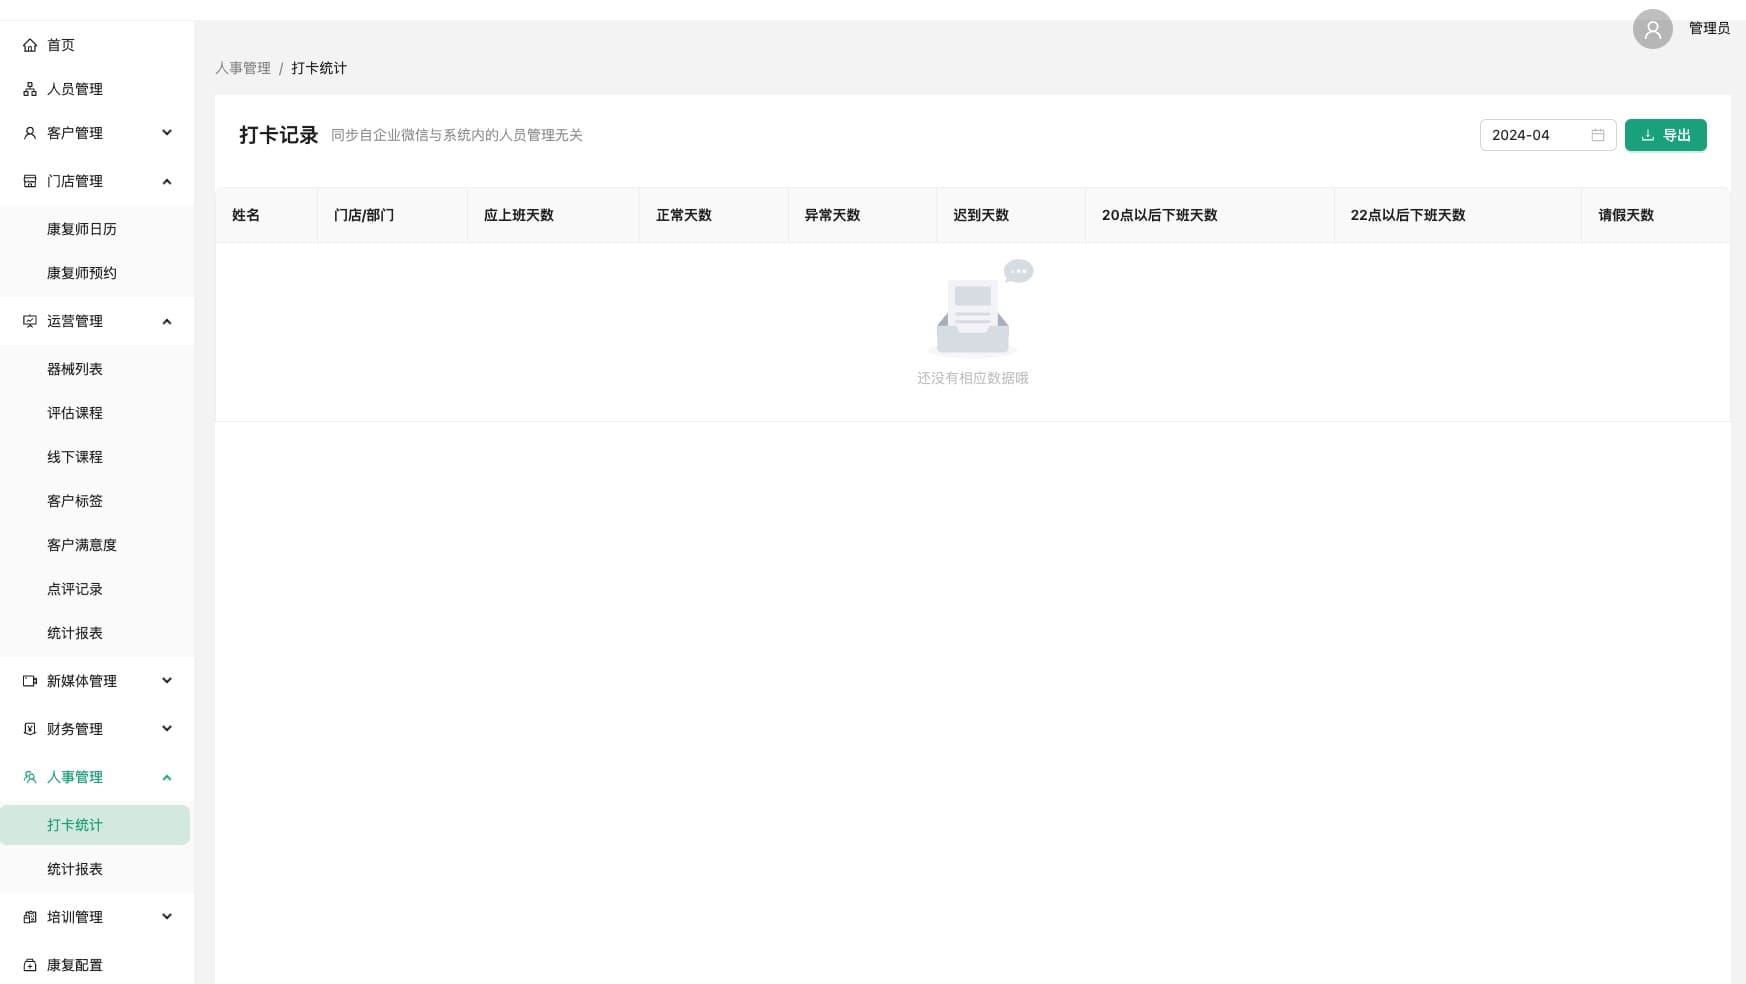 管理员
首页
人员管理
客户管理
门店管理
康复师日历
康复师预约
运营管理
器械列表
评估课程
线下课程
客户标签
客户满意度
点评记录
统计报表
新媒体管理
财务管理
人事管理
打卡统计
统计报表
培训管理
康复配置
人事管理 / 打卡统计
打卡记录 同步自企业微信与系统内的人员管理无关
2024-04 导出
姓名 门店/部门 应上班天数 正常天数 异常天数 迟到天数 20点以后下班天数 22点以后下班天数 请假天数
还没有相应数据哦